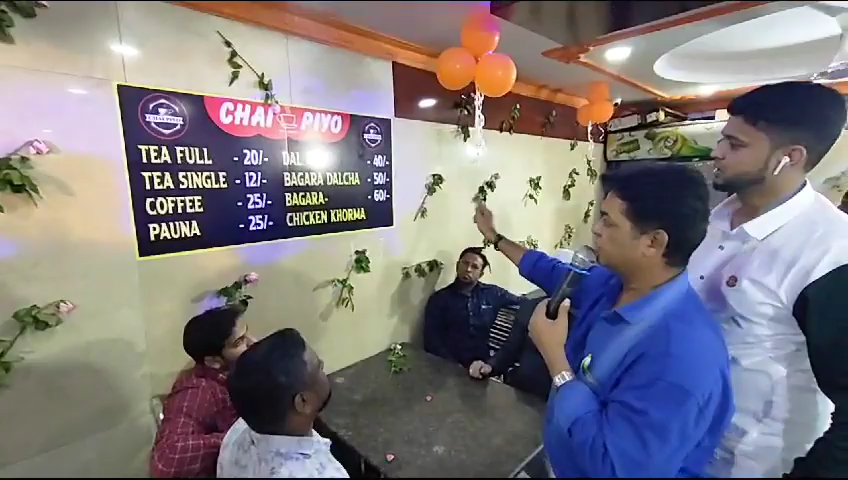 CHAI PIYO
TEA FULL - 20/- DAL - 40/-
TEA SINGLE - 12/- BAGARA DALCHA - 50/-
COFFEE - 25/- BAGARA- - 60/-
PAUNA - 25/- CHICKEN KHORMA